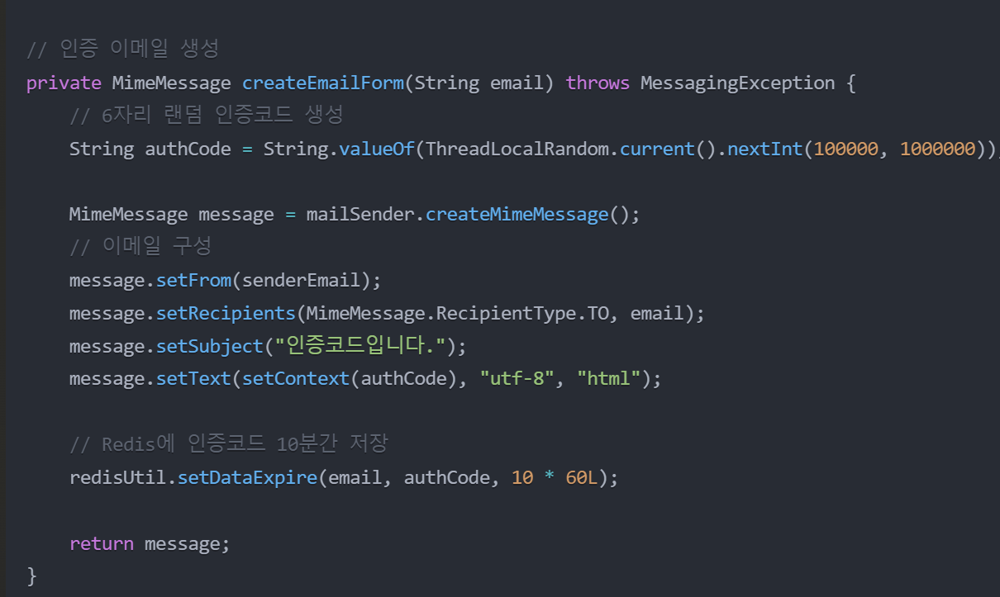 // 인증 이메일 생성
private MimeMessage createEmailForm(String email) throws MessagingException {
// 6자리 랜덤 인증코드 생성
String authCode = String.valueOf(ThreadLocalRandom.current().nextInt(100000, 1000000));
MimeMessage message = mailSender.createMimeMessage();
// 이메일 구성
message.setFrom(senderEmail);
message.setRecipients(MimeMessage.RecipientType.TO, email);
message.setSubject("인증코드입니다.");
message.setText(setContext(authCode), "utf-8", "html");
// Redis에 인증코드 10분간 저장
redisUtil.setDataExpire(email, authCode, 10 * 60L);
return message;
}